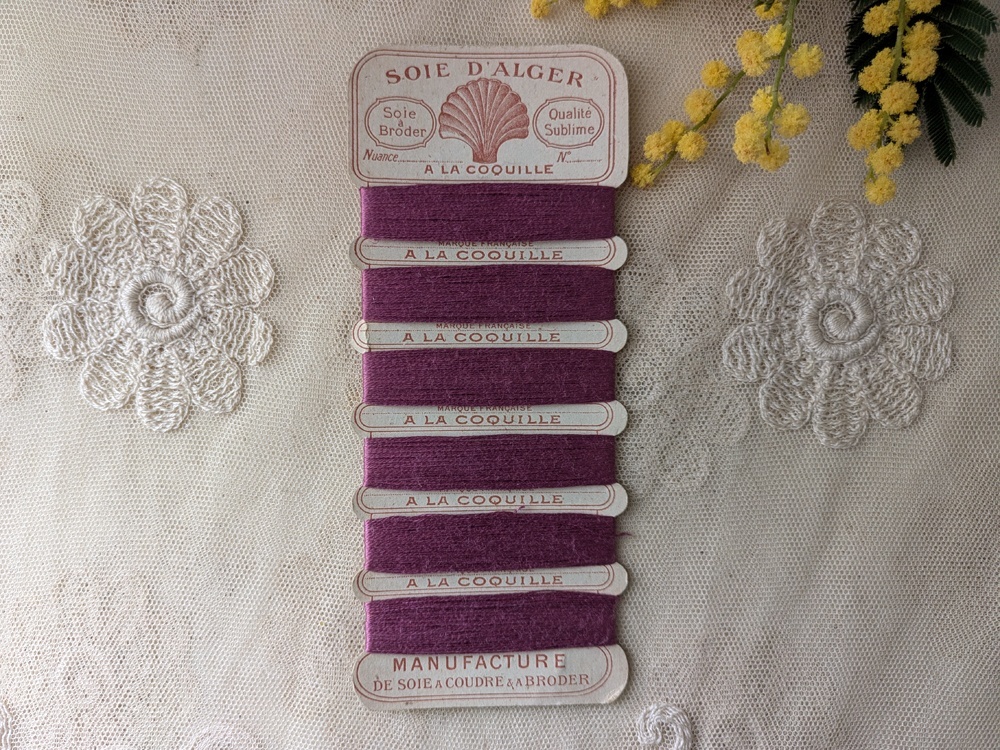 SOIE D'ALGER
Soie
à
Broder
Qualité
Sublime
Nuance
N°
A LA COQUILLE
MARQUE FRANÇAISE
A LA COQUILLE
MARQUE FRANÇAISE
A LA COQUILLE
MARQUE FRANÇAISE
A LA COQUILLE
A LA COQUILLE
A LA COQUILLE
MANUFACTURE
DE SOIE A COUDRE & A BRODER